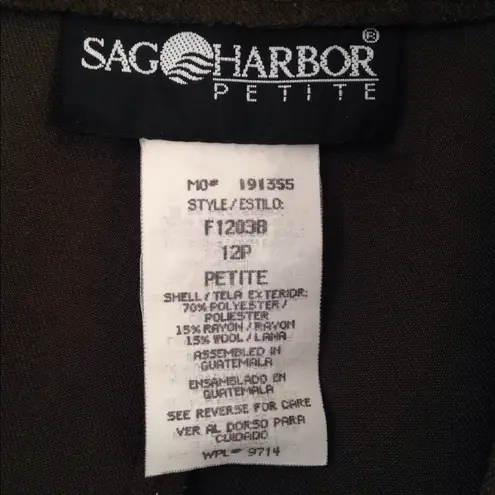 SAG HARBOR®
PETITE
MO# 191355
STYLE/ESTILO:
F1203B
12P
PETITE
SHELL/TELA EXTERIOR:
70% POLYESTER/
POLIESTER
15% RAYON/RAYON
15% WOOL/LANA
ASSEMBLED IN
GUATEMALA
ENSAMBLADO EN
GUATEMALA
SEE REVERSE FOR CARE
VER AL DORSO PARA
CUIDADO
WPL# 9714